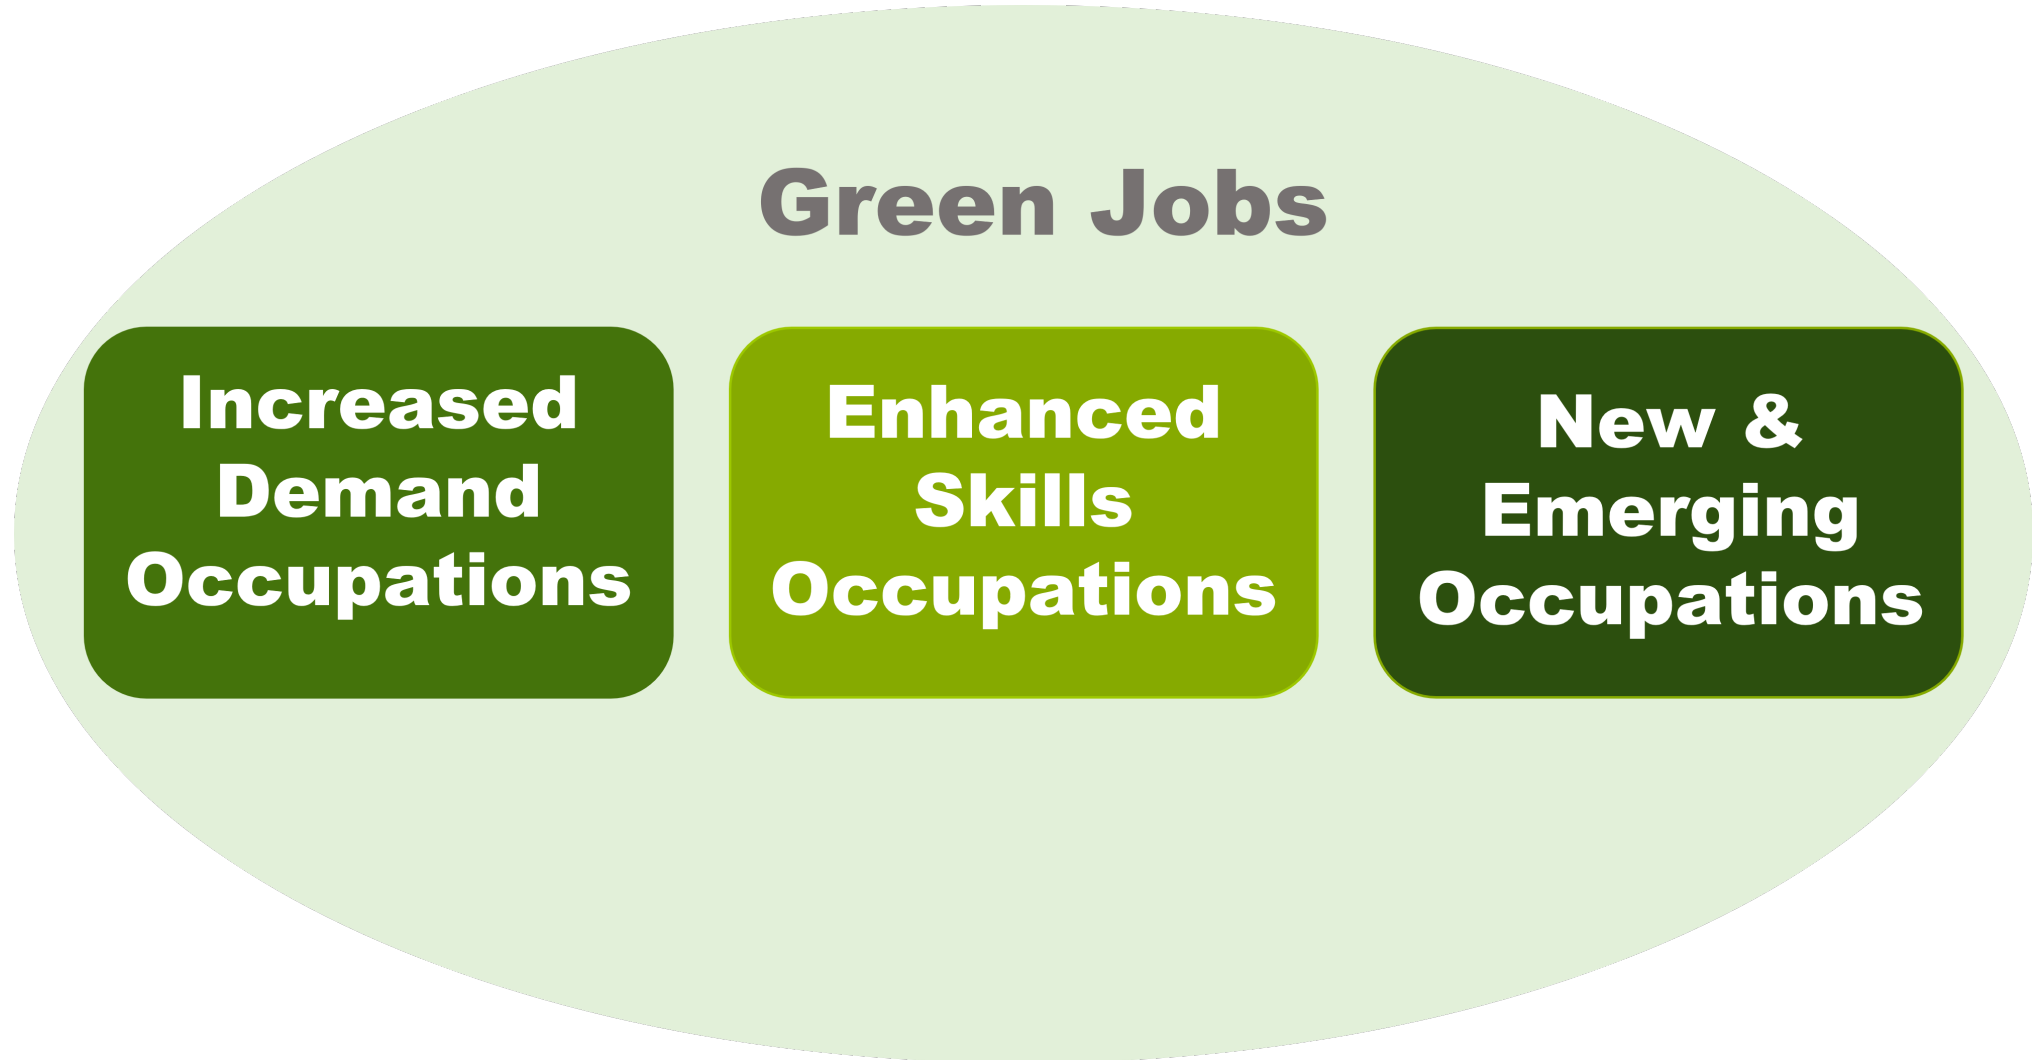 Green Jobs
Increased
Demand
Occupations
Enhanced
Skills
Occupations
New &
Emerging
Occupations